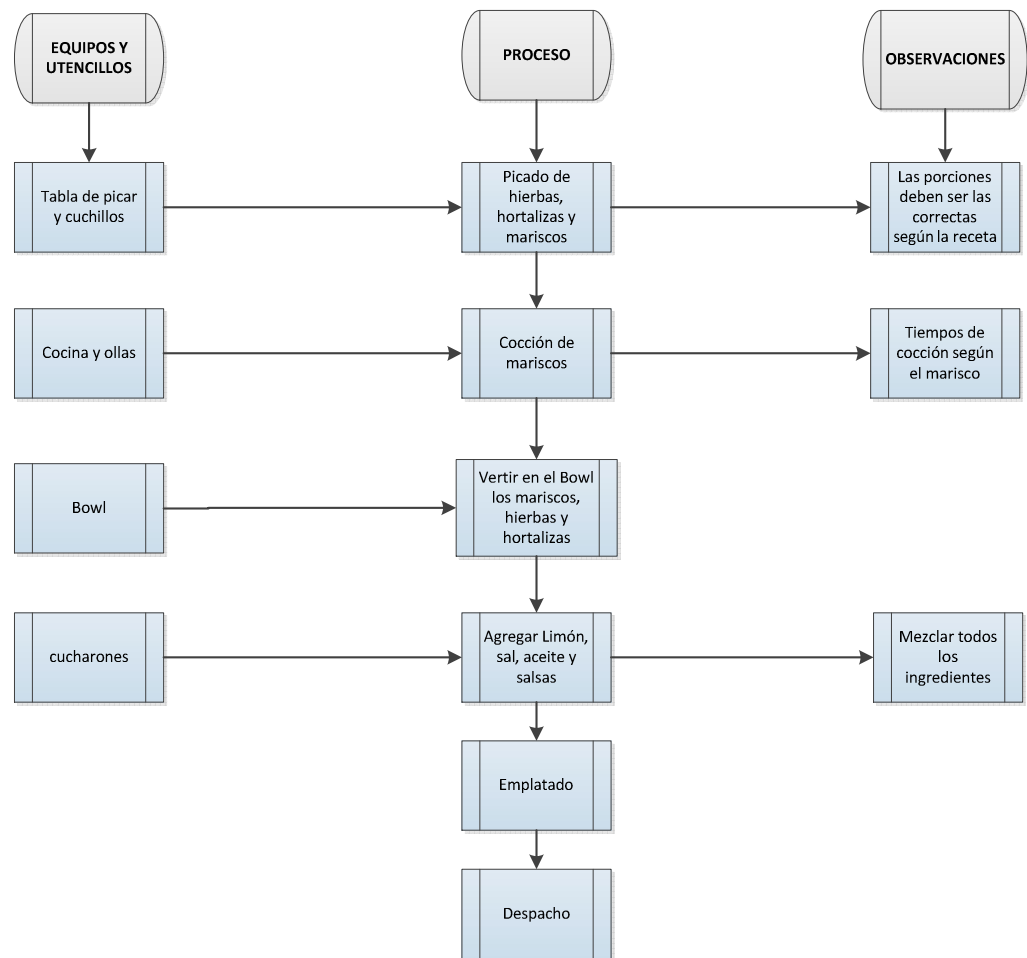 EQUIPOS Y
UTENCILLOS
PROCESO
OBSERVACIONES
Tabla de picar
y cuchillos
Picado de
hierbas,
hortalizas y
mariscos
Las porciones
deben ser las
correctas
según la receta
Cocina y ollas
Cocción de
mariscos
Tiempos de
cocción según
el marisco
Bowl
Vertir en el Bowl
los mariscos,
hierbas y
hortalizas
cucharones
Agregar Limón,
sal, aceite y
salsas
Mezclar todos
los
ingredientes
Emplatado
Despacho